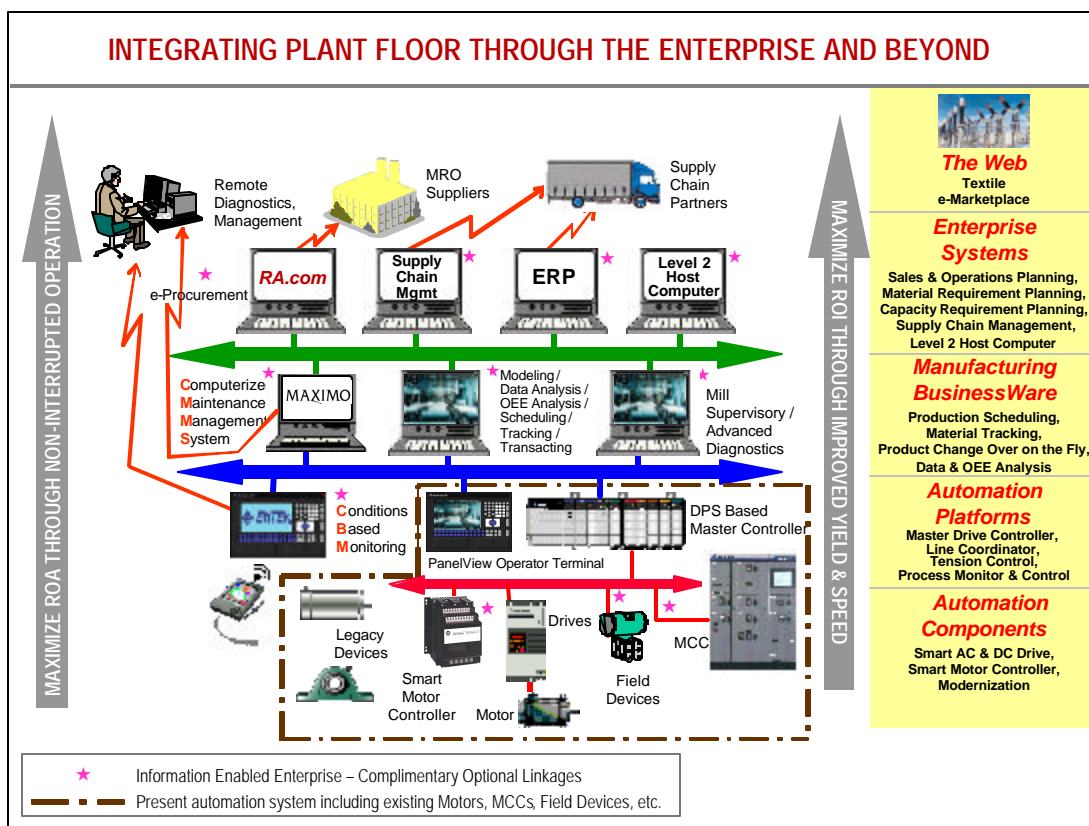 INTEGRATING PLANT FLOOR THROUGH THE ENTERPRISE AND BEYOND
MAXIMIZE ROA THROUGH NON-INTERRUPTED OPERATION
Remote
Diagnostics,
Management
MRO
Suppliers
Supply
Chain
Partners
e-Procurement
RA.com
Supply
Chain
Mgmt
ERP
Level 2
Host
Computer
Computerize
Maintenance
Management
System
MAXIMO
Modeling /
Data Analysis /
OEE Analysis /
Scheduling /
Tracking /
Transacting
Mill
Supervisory /
Advanced
Diagnostics
ENTEK
Conditions
Based
Monitoring
PanelView Operator Terminal
DPS Based
Master Controller
Legacy
Devices
Smart
Motor
Controller
Drives
Motor
Field
Devices
MCC
MAXIMIZE ROI THROUGH IMPROVED YIELD & SPEED
The Web
Textile
e-Marketplace
Enterprise
Systems
Sales & Operations Planning,
Material Requirement Planning,
Capacity Requirement Planning,
Supply Chain Management,
Level 2 Host Computer
Manufacturing
BusinessWare
Production Scheduling,
Material Tracking,
Product Change Over on the Fly,
Data & OEE Analysis
Automation
Platforms
Master Drive Controller,
Line Coordinator,
Tension Control,
Process Monitor & Control
Automation
Components
Smart AC & DC Drive,
Smart Motor Controller,
Modernization
Information Enabled Enterprise – Complimentary Optional Linkages
Present automation system including existing Motors, MCCs, Field Devices, etc.